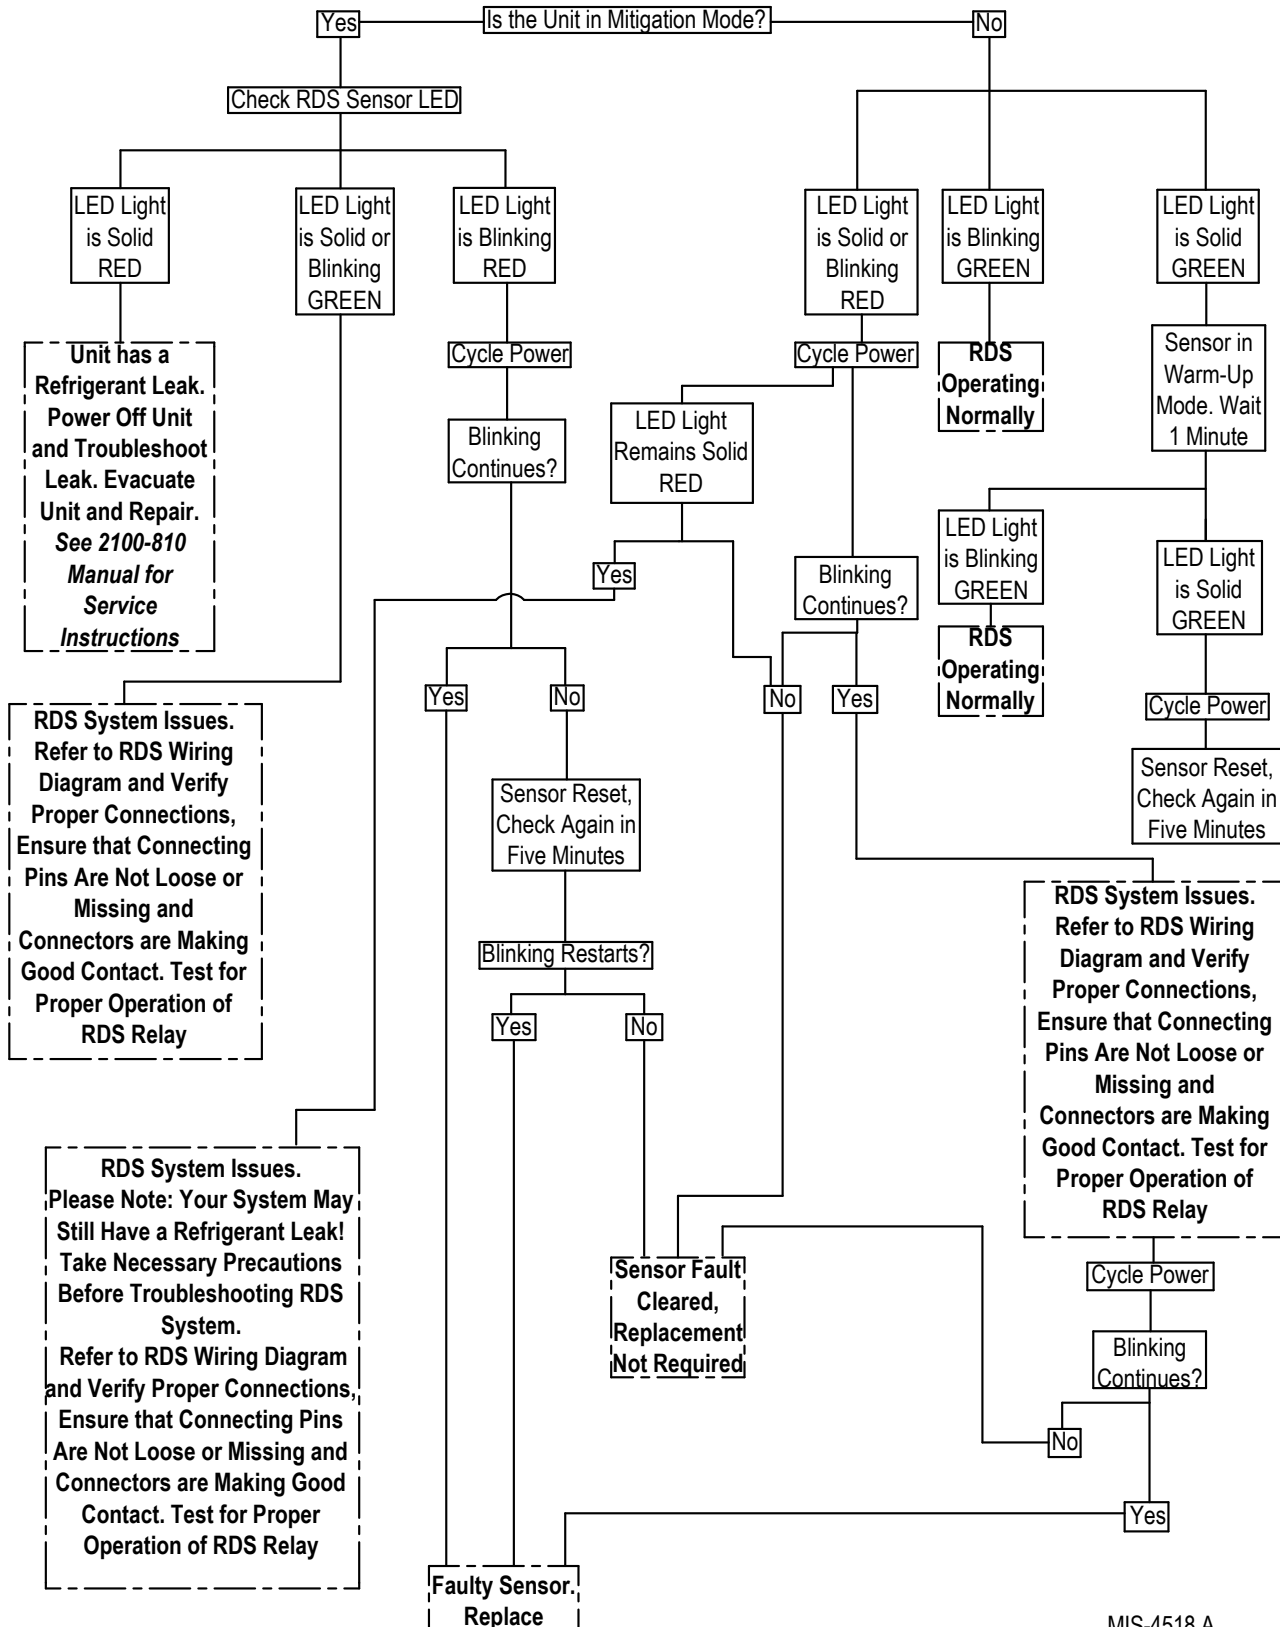 Is the Unit in Mitigation Mode?
Yes
No
Check RDS Sensor LED
LED Light
is Solid
RED
LED Light
is Solid or
Blinking
GREEN
LED Light
is Blinking
RED
LED Light
is Solid or
Blinking
RED
LED Light
is Blinking
GREEN
LED Light
is Solid
GREEN
Unit has a
Refrigerant Leak.
Power Off Unit
and Troubleshoot
Leak. Evacuate
Unit and Repair.
See 2100-810
Manual for
Service
Instructions
Cycle Power
Blinking
Continues?
Cycle Power
LED Light
Remains Solid
RED
RDS
Operating
Normally
Sensor in
Warm-Up
Mode. Wait
1 Minute
Yes
Blinking
Continues?
LED Light
is Blinking
GREEN
LED Light
is Solid
GREEN
RDS
Operating
Normally
Yes
No
No
Yes
Cycle Power
RDS System Issues.
Refer to RDS Wiring
Diagram and Verify
Proper Connections,
Ensure that Connecting
Pins Are Not Loose or
Missing and
Connectors are Making
Good Contact. Test for
Proper Operation of
RDS Relay
Sensor Reset,
Check Again in
Five Minutes
Sensor Reset,
Check Again in
Five Minutes
Blinking Restarts?
Yes
No
RDS System Issues.
Refer to RDS Wiring
Diagram and Verify
Proper Connections,
Ensure that Connecting
Pins Are Not Loose or
Missing and
Connectors are Making
Good Contact. Test for
Proper Operation of
RDS Relay
RDS System Issues.
Please Note: Your System May
Still Have a Refrigerant Leak!
Take Necessary Precautions
Before Troubleshooting RDS
System.
Refer to RDS Wiring Diagram
and Verify Proper Connections,
Ensure that Connecting Pins
Are Not Loose or Missing and
Connectors are Making Good
Contact. Test for Proper
Operation of RDS Relay
Sensor Fault
Cleared,
Replacement
Not Required
Cycle Power
Blinking
Continues?
No
Yes
Faulty Sensor.
Replace
MIS-4518 A